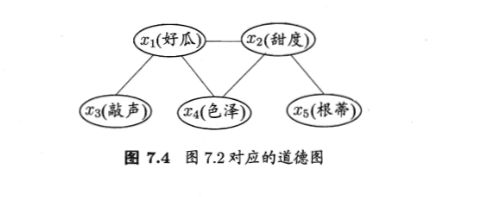 x₁(好瓜) x₂(甜度)
x₃(敲声) x₄(色泽) x₅(根蒂)
图 7.4 图 7.2 对应的道德图